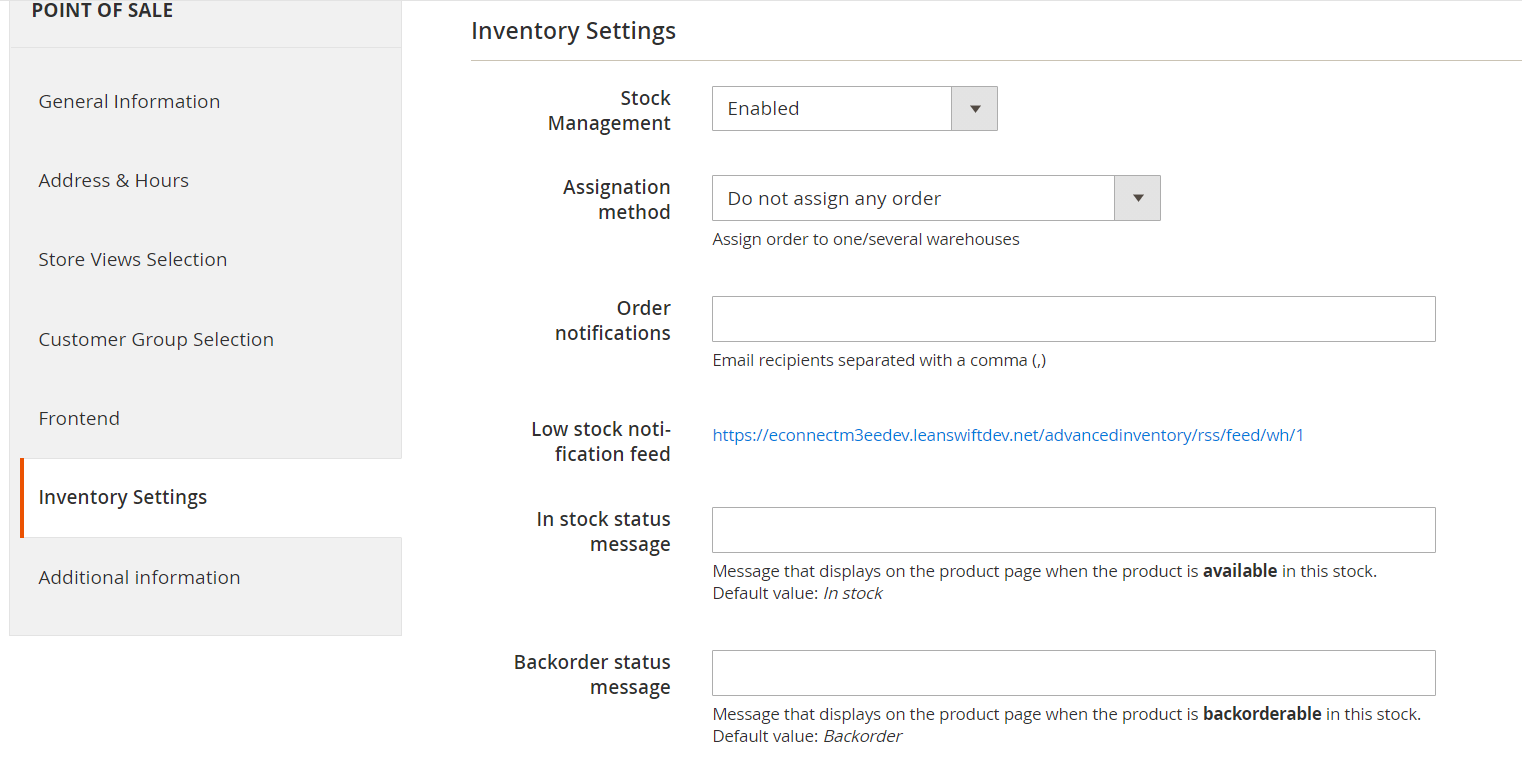 POINT OF SALE
General Information
Address & Hours
Store Views Selection
Customer Group Selection
Frontend
Inventory Settings
Additional information
Inventory Settings
Stock
Management
Enabled
Assignation
method
Do not assign any order
Assign order to one/several warehouses
Order
notifications
Email recipients separated with a comma (,)
Low stock noti-
fication feed
https://econnectm3eedev.leanswiftdev.net/advancedinventory/rss/feed/wh/1
In stock status
message
Message that displays on the product page when the product is available in this stock.
Default value: In stock
Backorder status
message
Message that displays on the product page when the product is backorderable in this stock.
Default value: Backorder